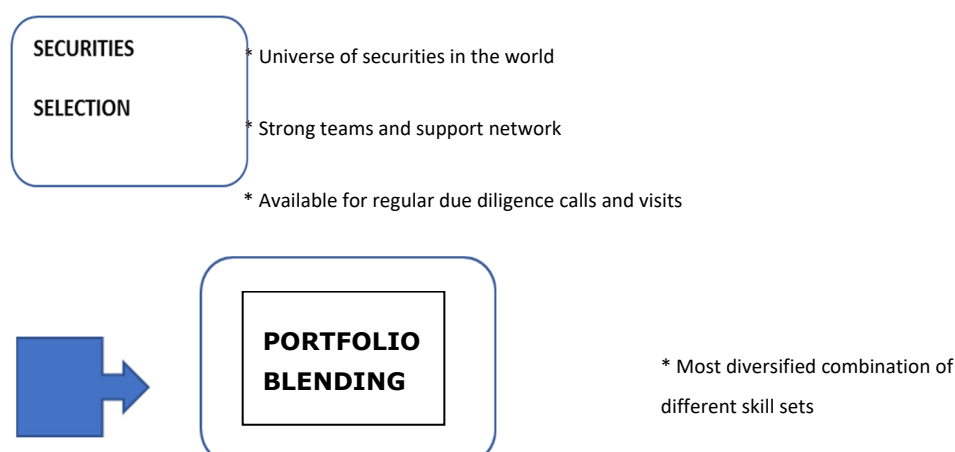 SECURITIES
SELECTION
* Universe of securities in the world
* Strong teams and support network
* Available for regular due diligence calls and visits
PORTFOLIO
BLENDING
* Most diversified combination of
different skill sets